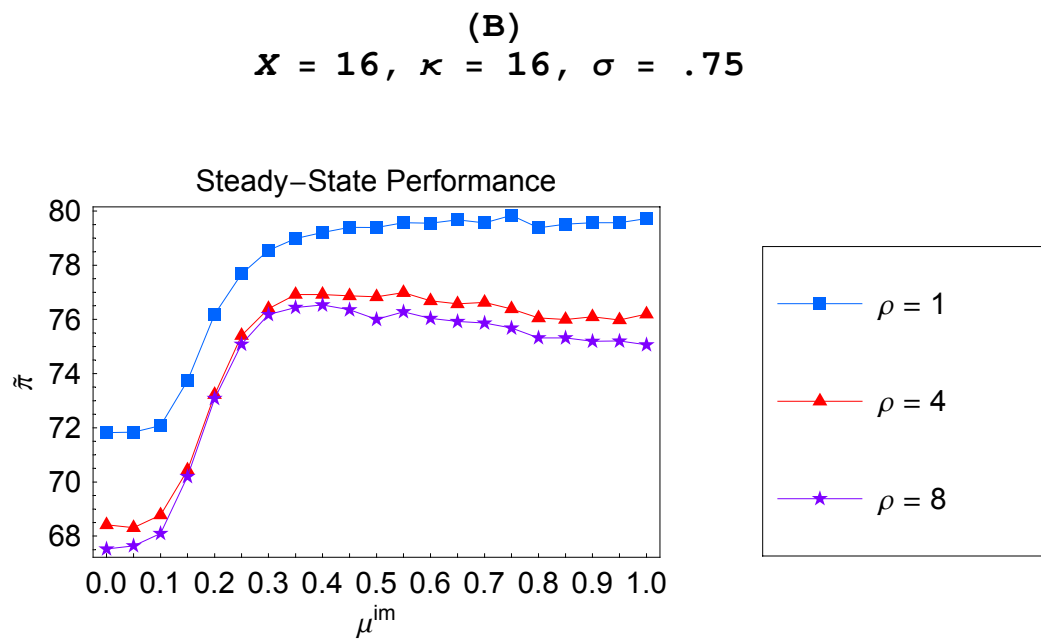 (B)
X = 16, κ = 16, σ = .75
Steady−State Performance
80
78
76
74
72
70
68
π̃
0.0 0.1 0.2 0.3 0.4 0.5 0.6 0.7 0.8 0.9 1.0
μ^im
ρ = 1
ρ = 4
ρ = 8